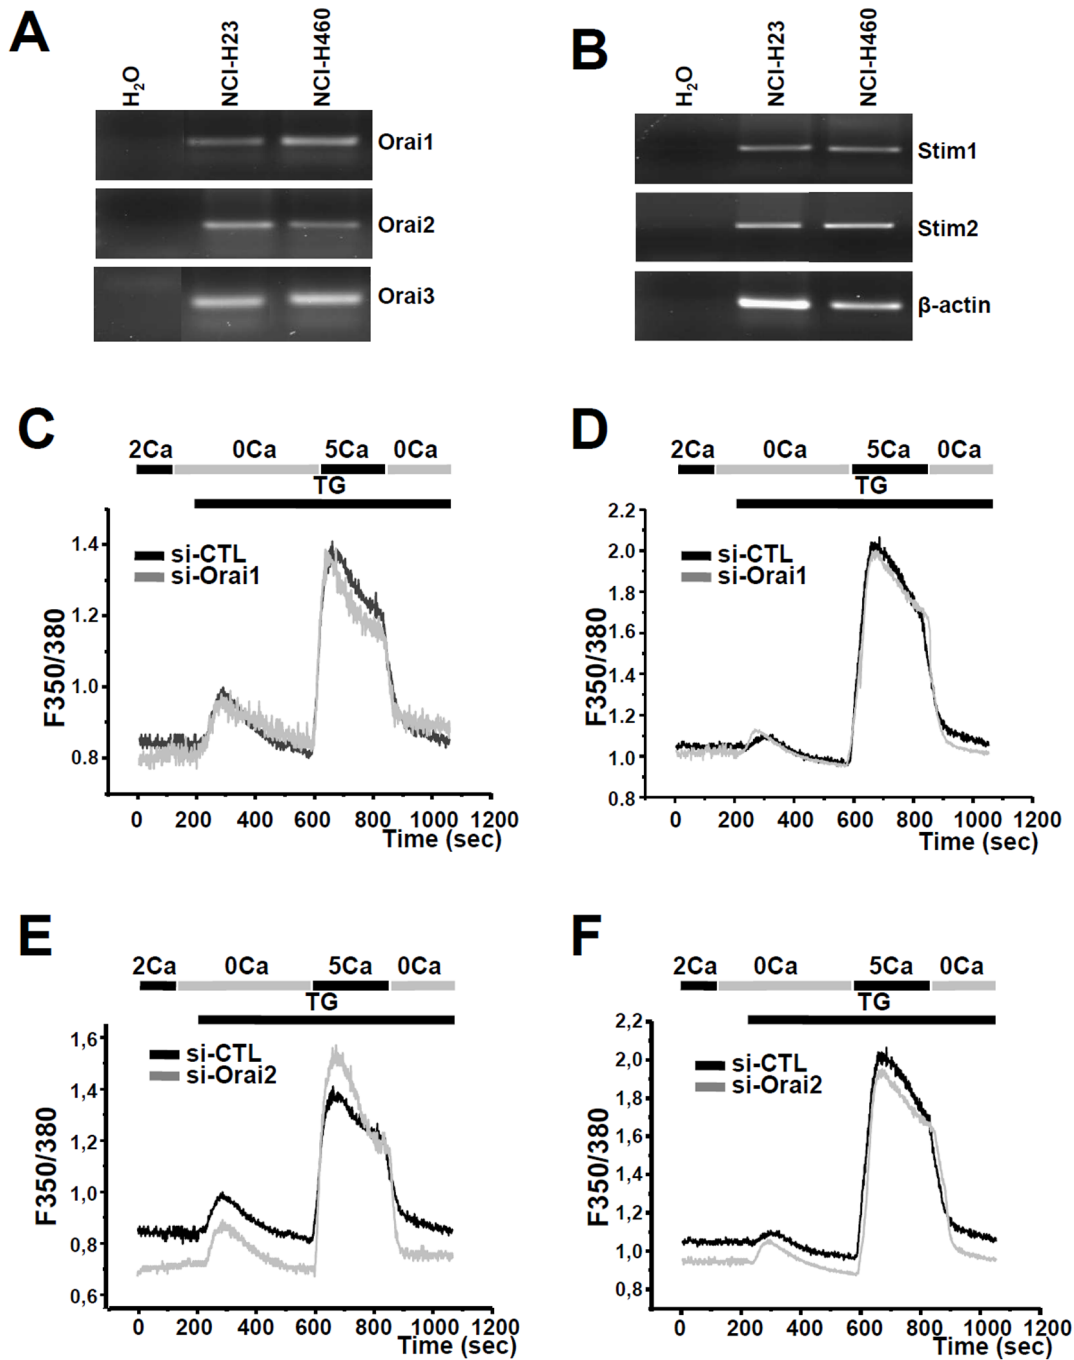 A
H₂O
NCI-H23
NCI-H460
Orai1
Orai2
Orai3
B
H₂O
NCI-H23
NCI-H460
Stim1
Stim2
β-actin
C
2Ca 0Ca 5Ca 0Ca
TG
si-CTL
si-Orai1
F350/380
1.4
1.2
1.0
0.8
0 200 400 600 800 1000 1200
Time (sec)
D
2Ca 0Ca 5Ca 0Ca
TG
si-CTL
si-Orai1
F350/380
2.2
2.0
1.8
1.6
1.4
1.2
1.0
0.8
0 200 400 600 800 1000 1200
Time (sec)
E
2Ca 0Ca 5Ca 0Ca
TG
si-CTL
si-Orai2
F350/380
1,6
1,4
1,2
1,0
0,8
0,6
0 200 400 600 800 1000 1200
Time (sec)
F
2Ca 0Ca 5Ca 0Ca
TG
si-CTL
si-Orai2
F350/380
2,2
2,0
1,8
1,6
1,4
1,2
1,0
0,8
0 200 400 600 800 1000 1200
Time (sec)